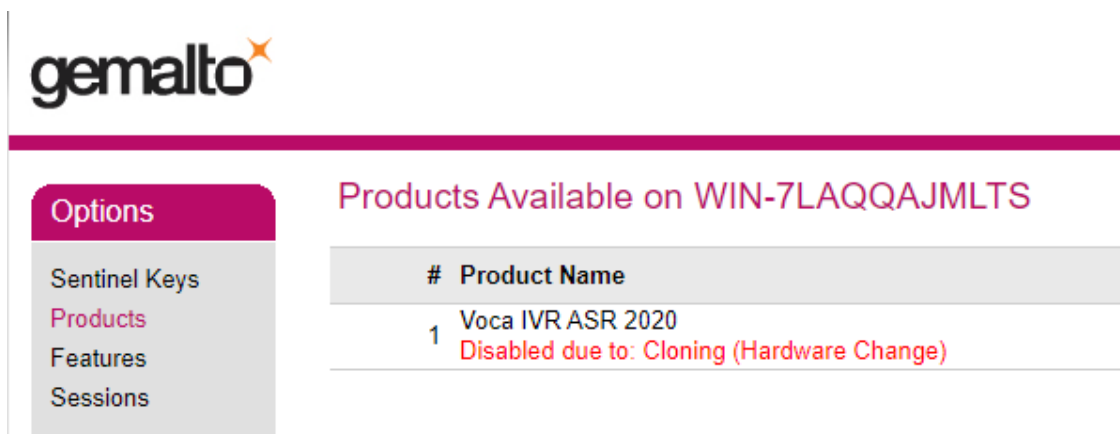 gemalto
Options
Sentinel Keys
Products
Features
Sessions
Products Available on WIN-7LAQQAJMLTS
# Product Name
1 Voca IVR ASR 2020
Disabled due to: Cloning (Hardware Change)